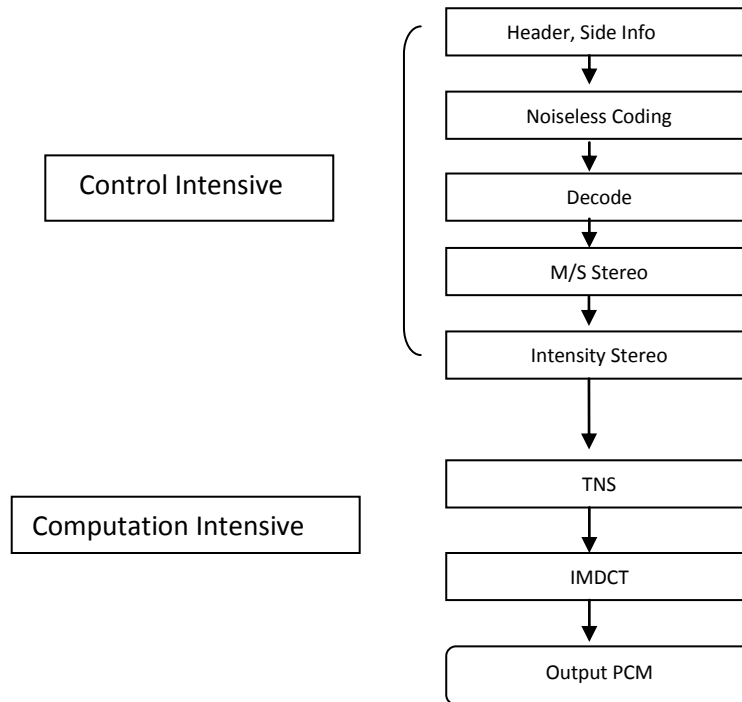 Header, Side Info
Noiseless Coding
Control Intensive
Decode
M/S Stereo
Intensity Stereo
TNS
Computation Intensive
IMDCT
Output PCM